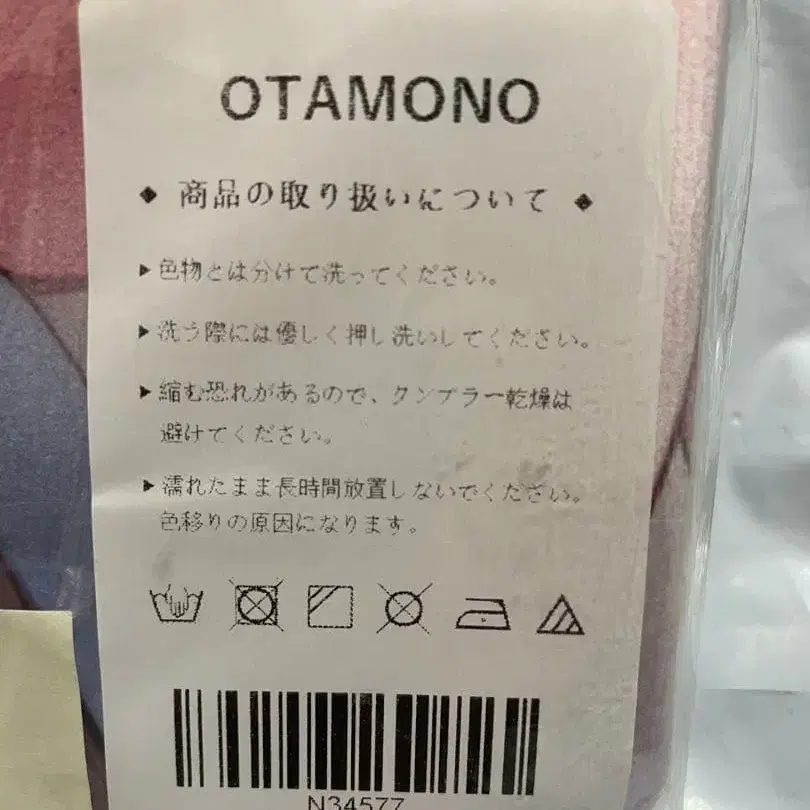 OTAMONO
◆ 商品の取り扱いについて ◆
▶色物とは分けて洗ってください。
▶洗う際には優しく押し洗いしてください。
▶縮む恐れがあるので、タンブラー乾燥は
避けてください。
▶濡れたまま長時間放置しないでください。
色移りの原因になります。
N34577